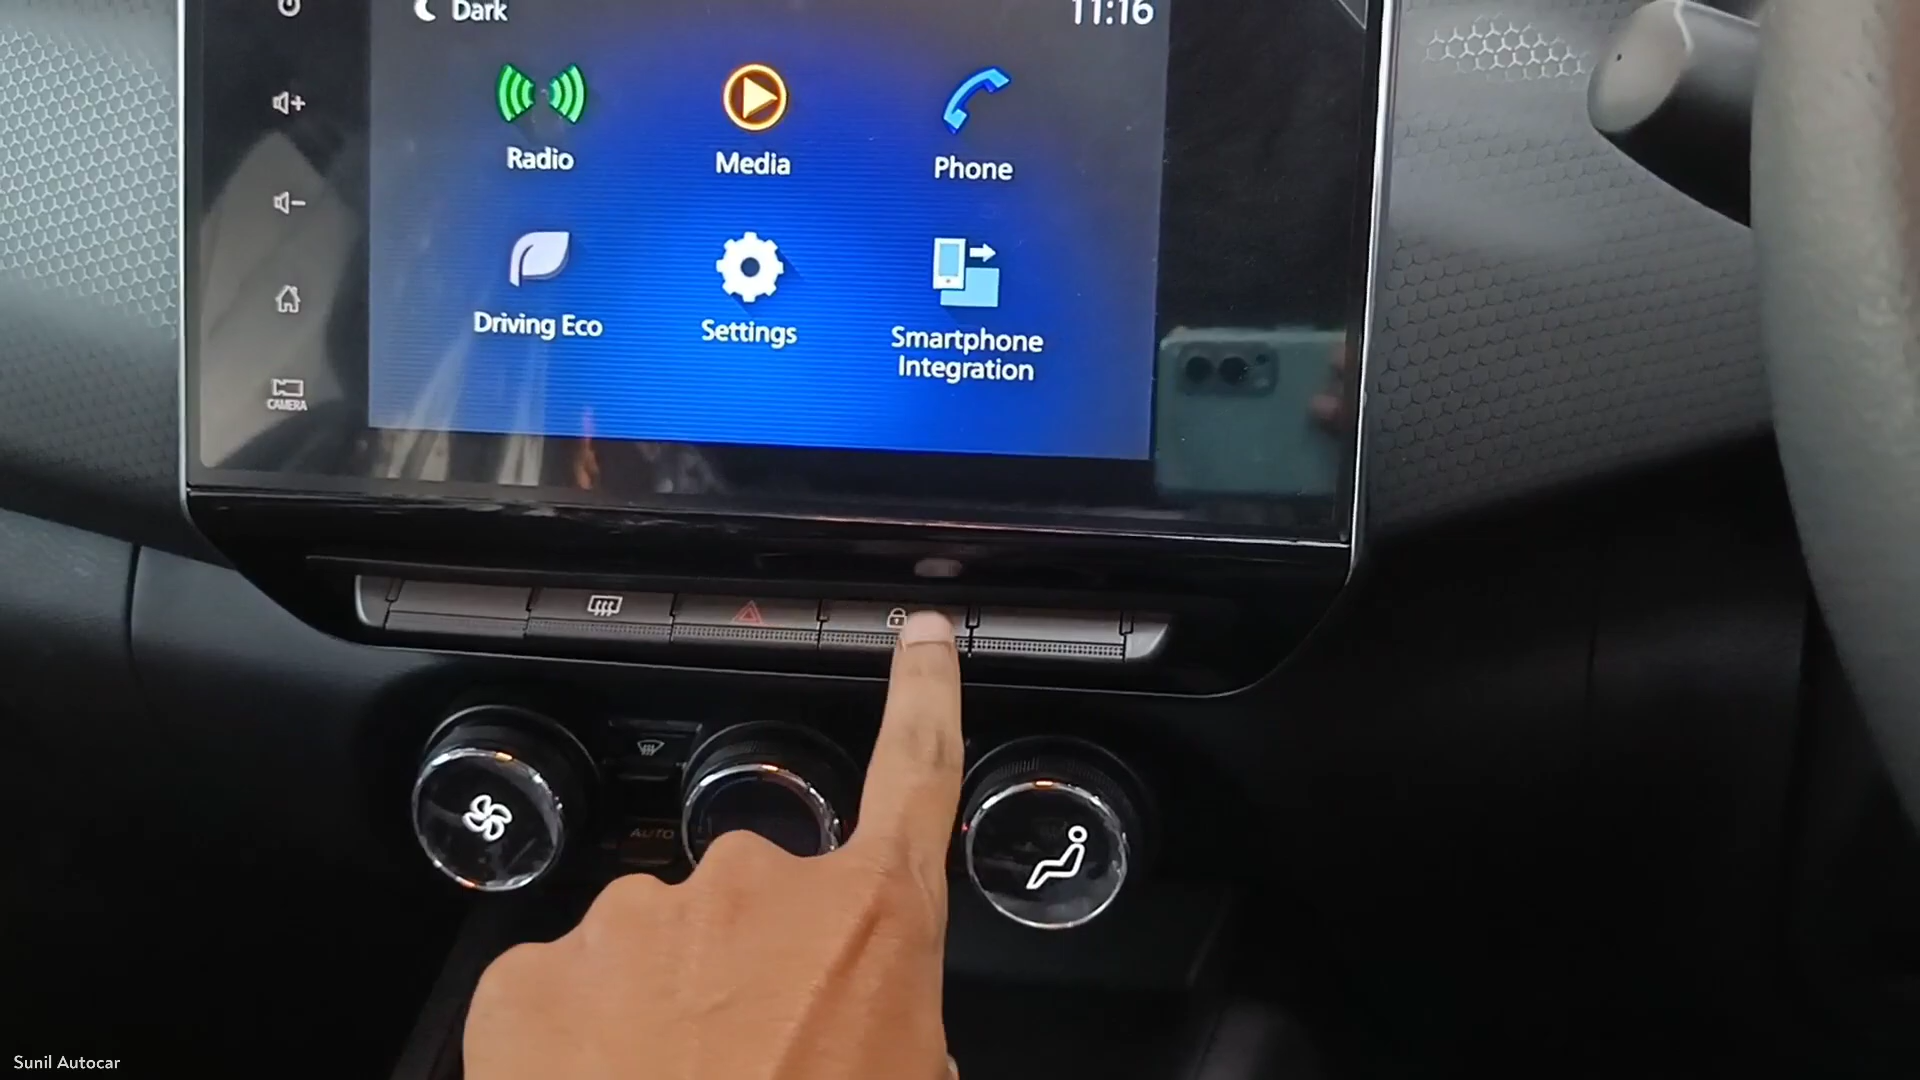 Dark
11:16
Radio
Media
Phone
Driving Eco
Settings
Smartphone
Integration
CAMERA
AUTO
Sunil Autocar